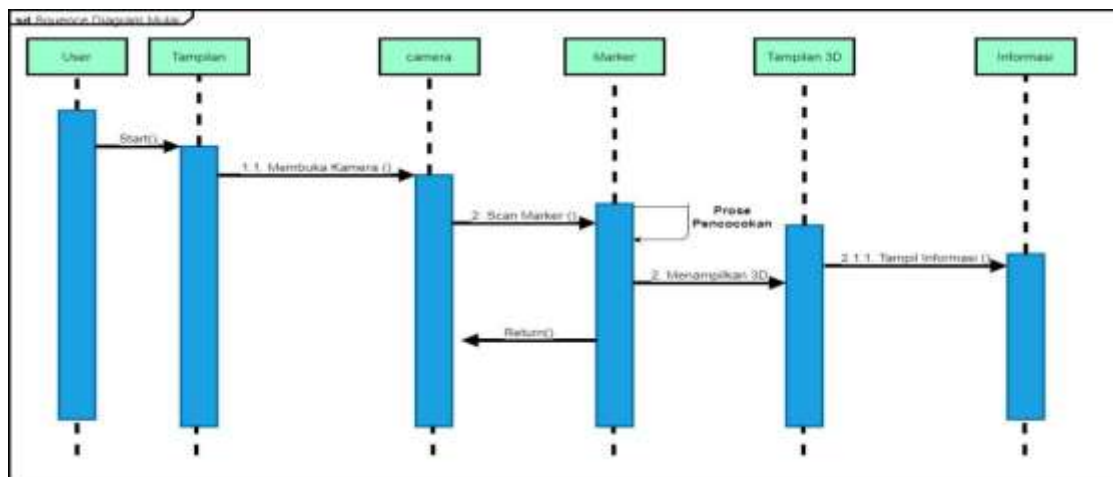 sd Squence Diagram Mulai
User
Tampilan
camera
Marker
Tampilan 3D
Informasi
Start()
1.1. Membuka Kamera ()
2. Scan Marker ()
Prose
Pencocokan
2.1.1. Tampil Informasi ()
2. Menampilkan 3D
Return()